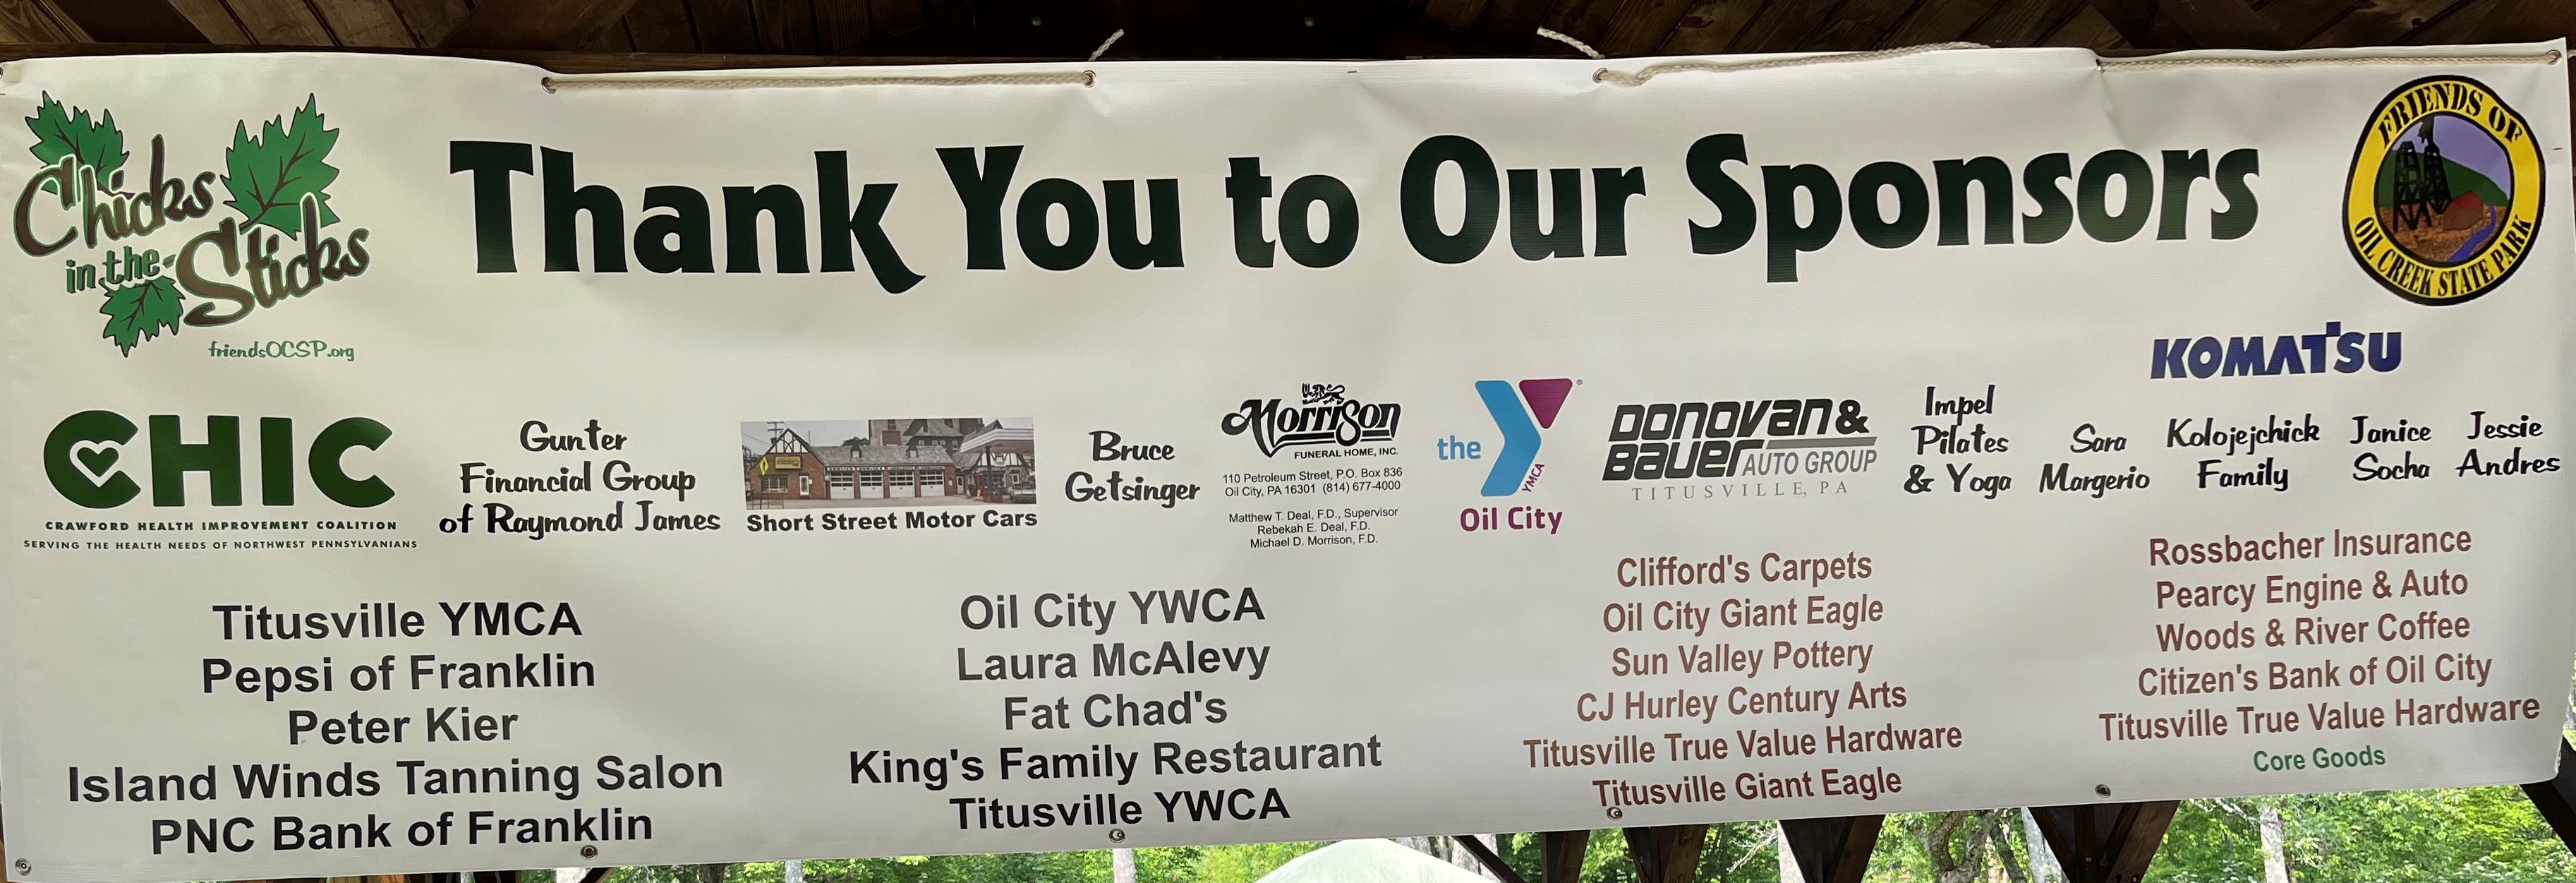 Chicks
in the
Sticks
friendsOCSP.org
Thank You to Our Sponsors
FRIENDS OF
OIL CREEK STATE PARK
CHIC
CRAWFORD HEALTH IMPROVEMENT COALITION
SERVING THE HEALTH NEEDS OF NORTHWEST PENNSYLVANIANS
Gunter
Financial Group
of Raymond James
Short Street Motor Cars
Bruce
Getsinger
Morrison
FUNERAL HOME, INC.
110 Petroleum Street, P.O. Box 836
Oil City, PA 16301 (814) 677-4000
Matthew T. Deal, F.D., Supervisor
Rebekah E. Deal, F.D.
Michael D. Morrison, F.D.
the Y
YMCA
®
Oil City
DONOVAN &
BAUER AUTO GROUP
TITUSVILLE, PA
Impel
Pilates
& Yoga
KOMATSU
Sara
Margerio
Kolojejchick
Family
Janice
Socha
Jessie
Andres
Titusville YMCA
Pepsi of Franklin
Peter Kier
Island Winds Tanning Salon
PNC Bank of Franklin
Oil City YWCA
Laura McAlevy
Fat Chad's
King's Family Restaurant
Titusville YWCA
Clifford's Carpets
Oil City Giant Eagle
Sun Valley Pottery
CJ Hurley Century Arts
Titusville True Value Hardware
Titusville Giant Eagle
Rossbacher Insurance
Pearcy Engine & Auto
Woods & River Coffee
Citizen's Bank of Oil City
Titusville True Value Hardware
Core Goods